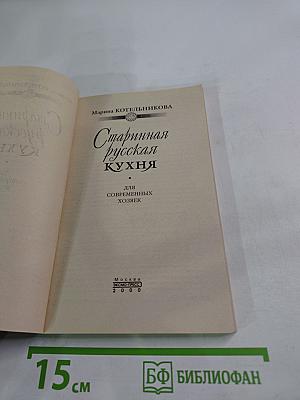 Марина КОТЕЛЬНИКОВА
Старинная
русская
КУХНЯ
ДЛЯ
СОВРЕМЕННЫХ
ХОЗЯЕК
Москва
2000
15 см
БФ БИБЛИОФАН